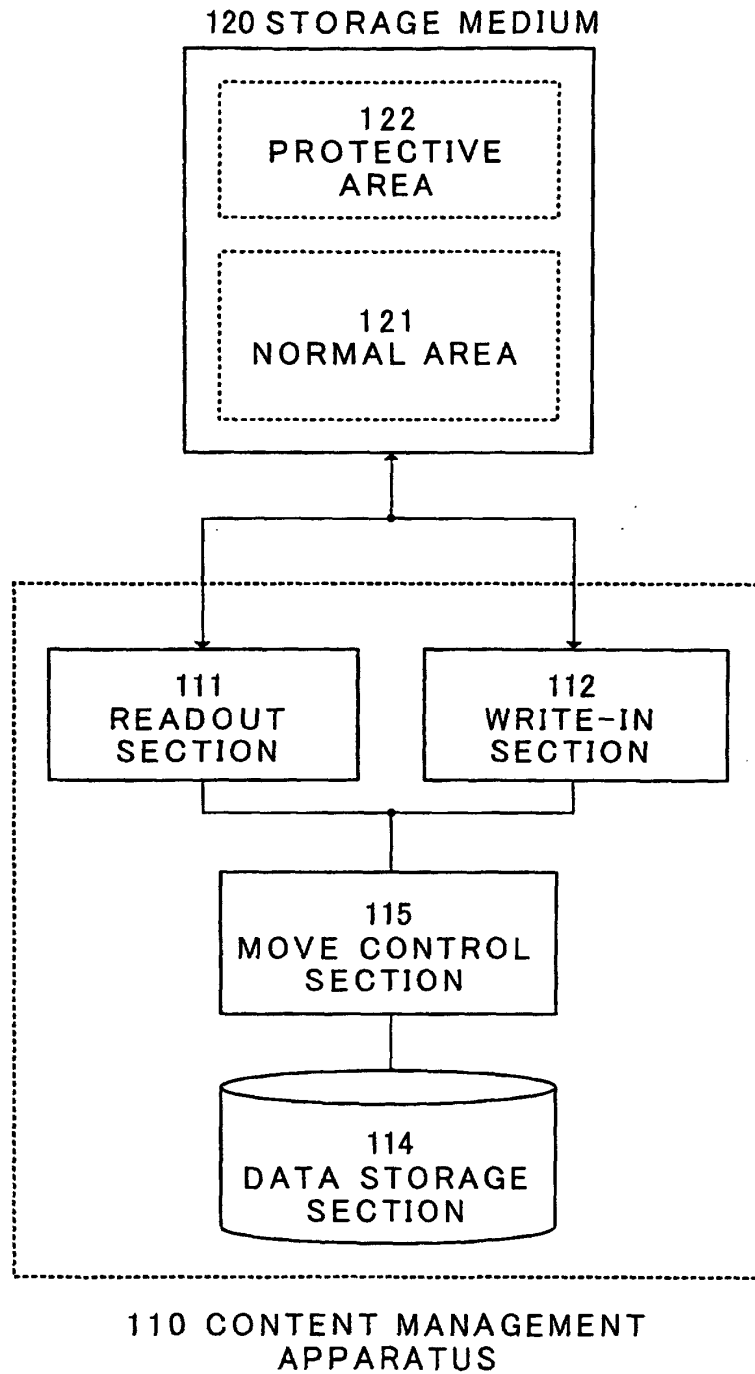 120 STORAGE MEDIUM
122
PROTECTIVE
AREA
121
NORMAL AREA
111
READOUT
SECTION
112
WRITE-IN
SECTION
115
MOVE CONTROL
SECTION
114
DATA STORAGE
SECTION
110 CONTENT MANAGEMENT
APPARATUS